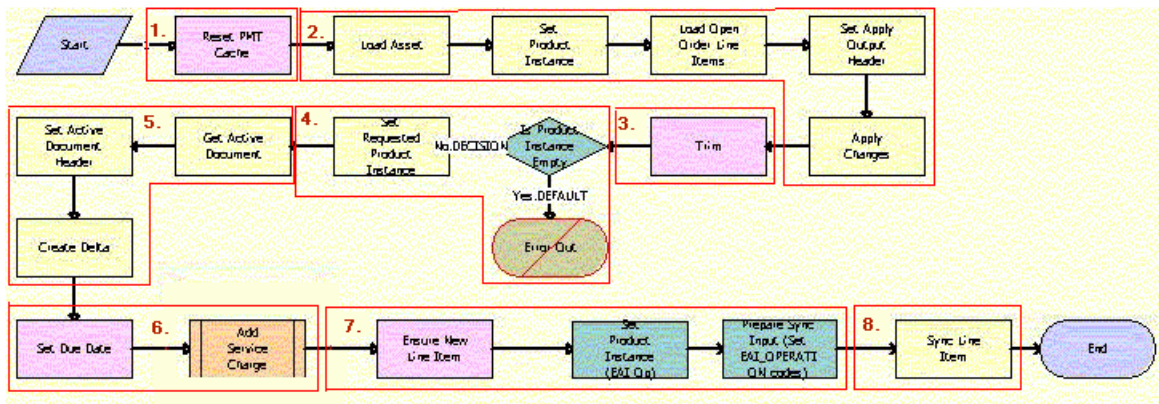 1.
2.
Start
Reset PMT
Cache
Load Asset
Set
Product
Instance
Load Open
Order Line
Items
Set Apply
Output
Header
5.
4.
3.
Set Active
Document
Header
Get Active
Document
Set
Requested
Product
Instance
No.DECISION
Is Product
Instance
Empty
Trim
Apply
Changes
Yes.DEFAULT
Create Delta
Error Out
6.
7.
8.
Set Due Date
Add
Service
Charge
Ensure New
Line Item
Set
Product
Instance
(EAI Op)
Prepare Sync
Input (Set
EAI_OPERATI
ON codes)
Sync Line
Item
End